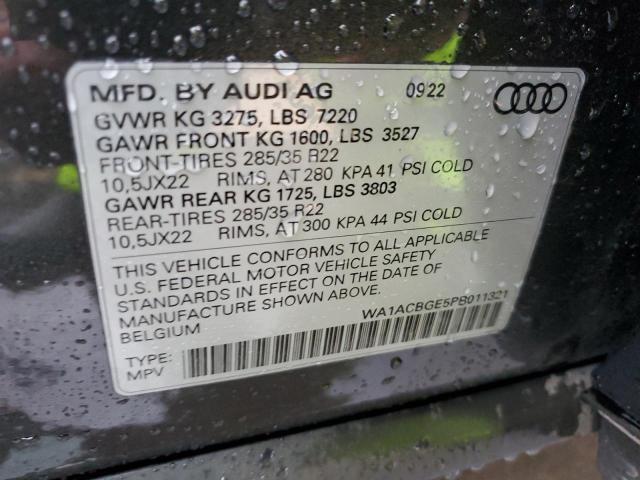 MFD. BY AUDI AG 09 22
GVWR KG 3275, LBS 7220
GAWR FRONT KG 1600, LBS 3527
FRONT-TIRES 285/35 R22
10,5JX22 RIMS, AT 280 KPA 41 PSI COLD
GAWR REAR KG 1725, LBS 3803
REAR-TIRES 285/35 R22
10,5JX22 RIMS, AT 300 KPA 44 PSI COLD
THIS VEHICLE CONFORMS TO ALL APPLICABLE
U.S. FEDERAL MOTOR VEHICLE SAFETY
STANDARDS IN EFFECT ON THE DATE OF
MANUFACTURE SHOWN ABOVE.
BELGIUM
WA1ACBGE5PB011321
TYPE:
MPV